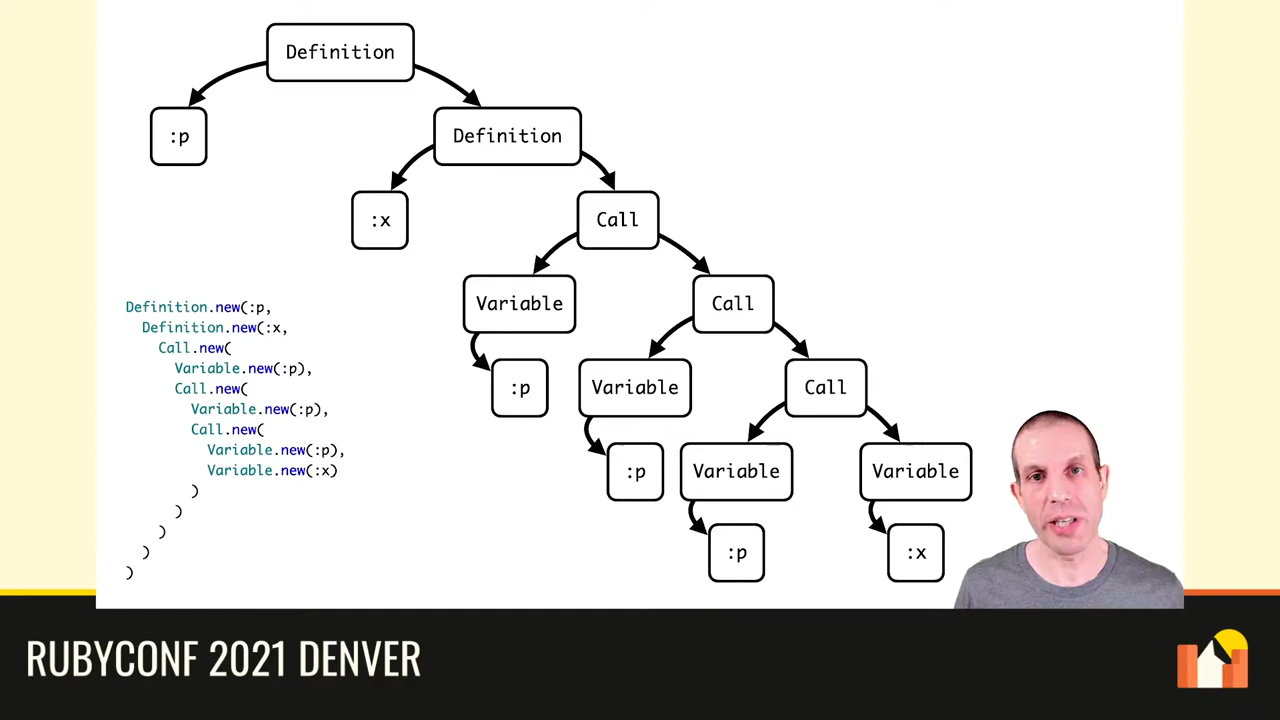 Definition
:p
Definition
:x
Call
Variable
Call
:p
Variable
Call
:p
Variable
Variable
:p
:x
Definition.new(:p,
Definition.new(:x,
Call.new(
Variable.new(:p),
Call.new(
Variable.new(:p),
Call.new(
Variable.new(:p),
Variable.new(:x)
)
)
)
)
)
RUBYCONF 2021 DENVER